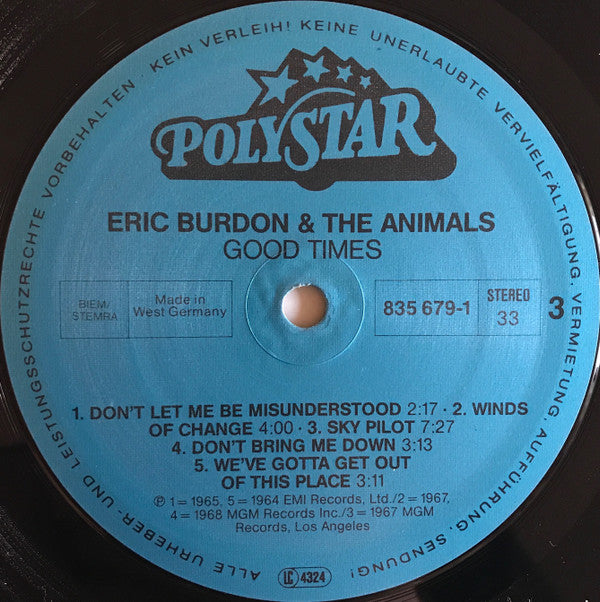 ALLE URHEBER- UND LEISTUNGSSCHUTZRECHTE VORBEHALTEN · KEIN VERLEIH! KEINE UNERLAUBTE VERVIELFÄLTIGUNG, VERMIETUNG, AUFFÜHRUNG, SENDUNG!
POLYSTAR
ERIC BURDON & THE ANIMALS
GOOD TIMES
BIEM/
STEMRA
Made in
West Germany
835 679-1
STEREO
33
3
1. DON'T LET ME BE MISUNDERSTOOD 2:17 · 2. WINDS
OF CHANGE 4:00 · 3. SKY PILOT 7:27
4. DON'T BRING ME DOWN 3:13
5. WE'VE GOTTA GET OUT
OF THIS PLACE 3:11
℗ 1=1965, 5=1964 EMI Records, Ltd./2=1967,
4=1968 MGM Records Inc./3=1967 MGM
Records, Los Angeles
LC 4324